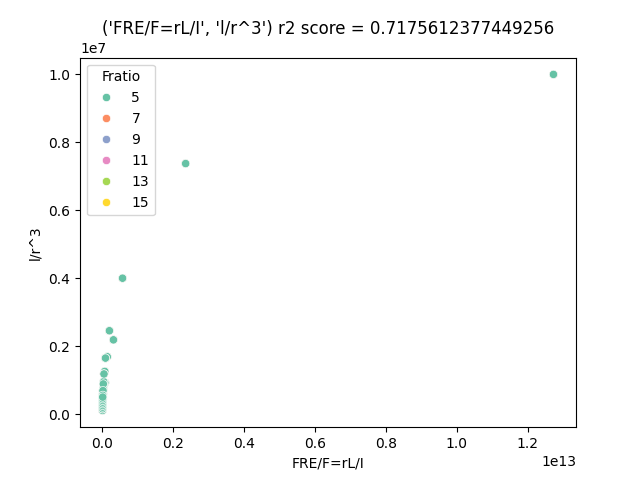 ('FRE/F=rL/I', 'l/r^3') r2 score = 0.7175612377449256
1e7
Fratio
5
7
9
11
13
15
1.0
0.8
0.6
0.4
0.2
0.0
l/r^3
0.0 0.2 0.4 0.6 0.8 1.0 1.2
1e13
FRE/F=rL/I